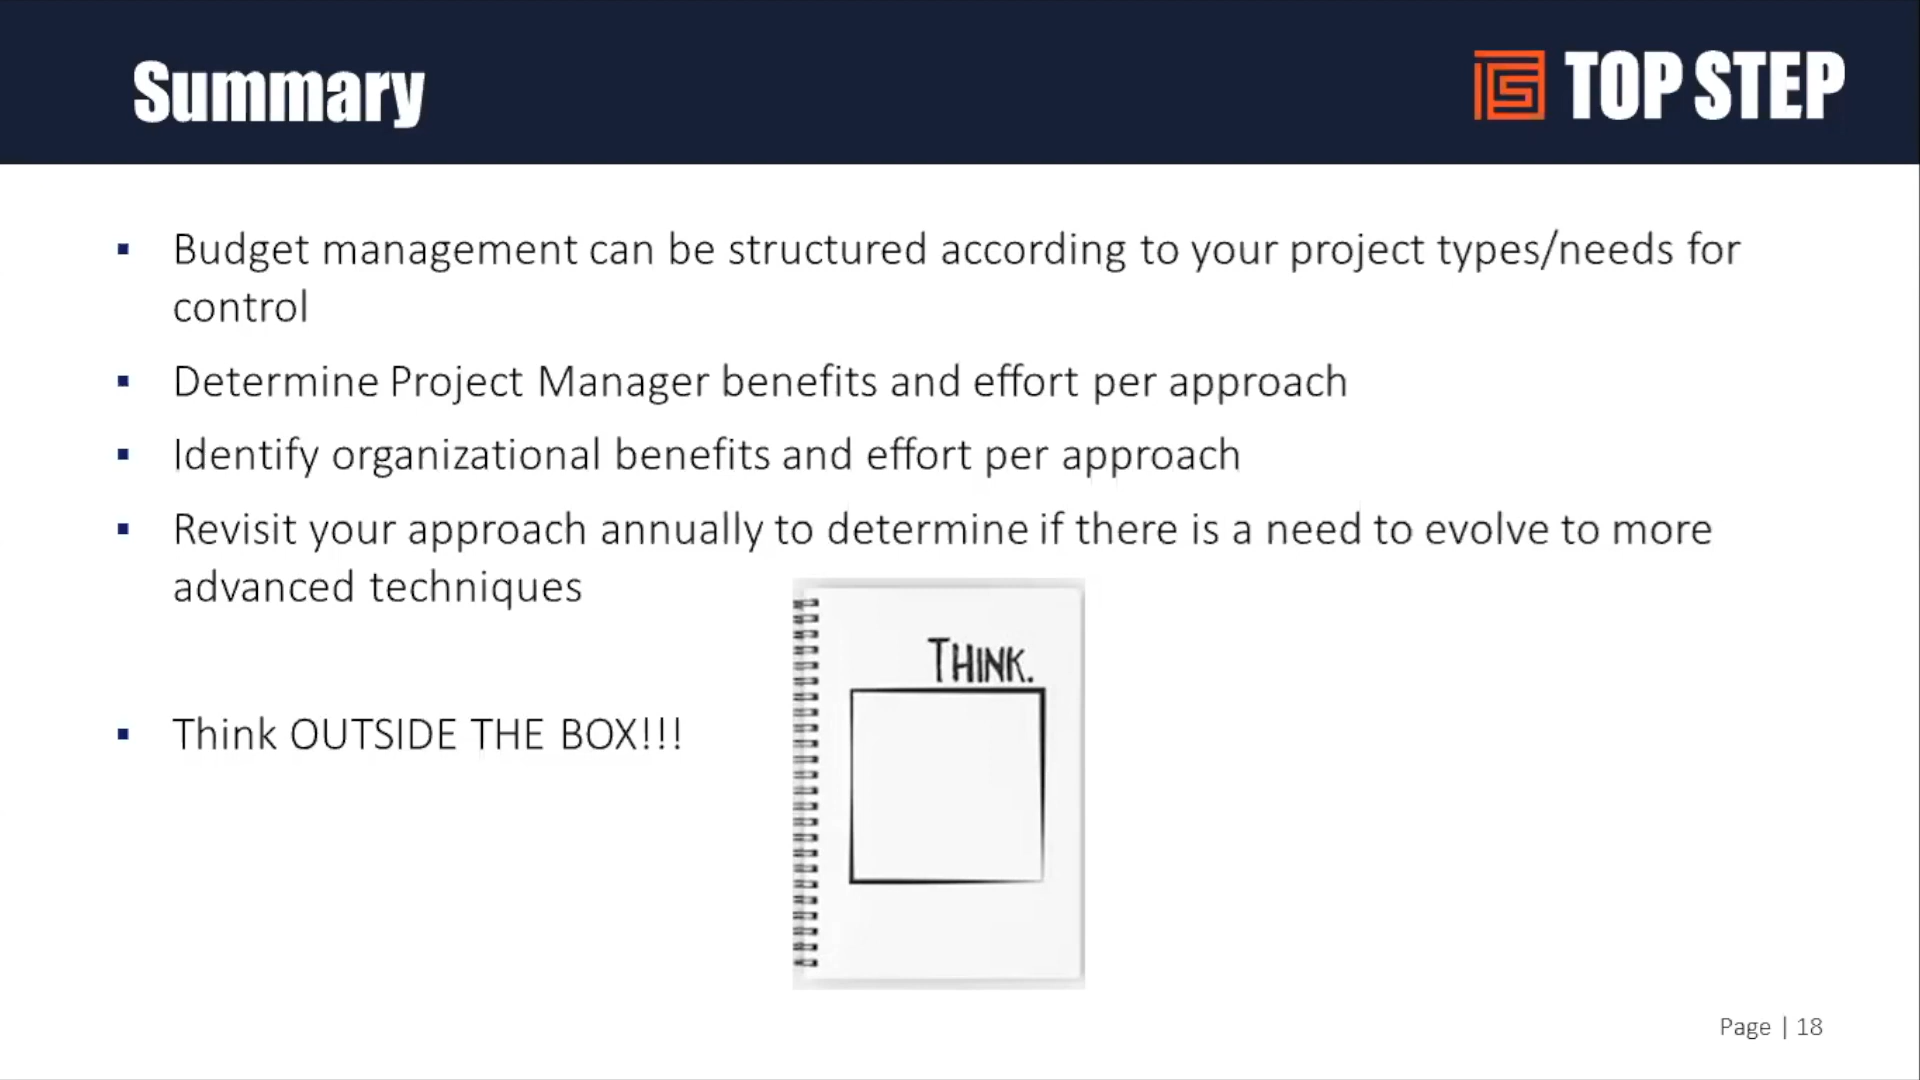 Summary
TOP STEP
▪ Budget management can be structured according to your project types/needs for
control
▪ Determine Project Manager benefits and effort per approach
▪ Identify organizational benefits and effort per approach
▪ Revisit your approach annually to determine if there is a need to evolve to more
advanced techniques
THINK.
▪ Think OUTSIDE THE BOX!!!
Page | 18